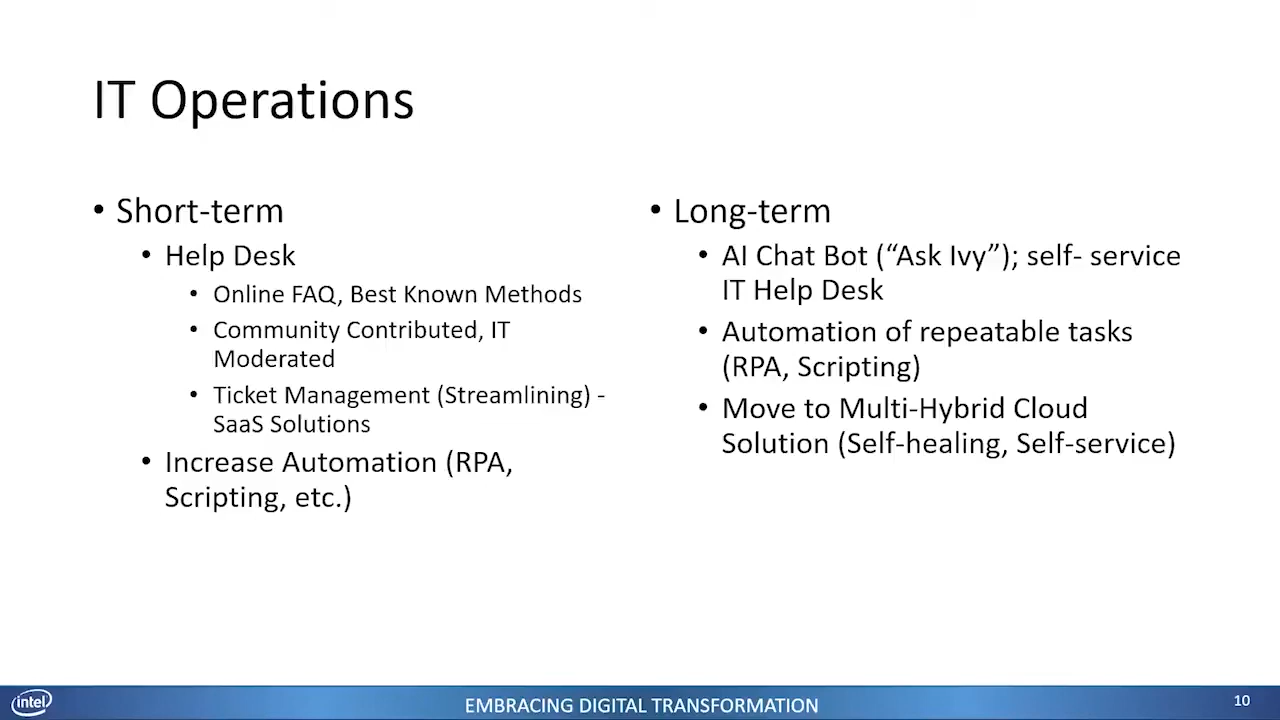 IT Operations
• Short-term
• Help Desk
• Online FAQ, Best Known Methods
• Community Contributed, IT
Moderated
• Ticket Management (Streamlining) -
SaaS Solutions
• Increase Automation (RPA,
Scripting, etc.)
• Long-term
• AI Chat Bot (“Ask Ivy”); self- service
IT Help Desk
• Automation of repeatable tasks
(RPA, Scripting)
• Move to Multi-Hybrid Cloud
Solution (Self-healing, Self-service)
intel
EMBRACING DIGITAL TRANSFORMATION
10